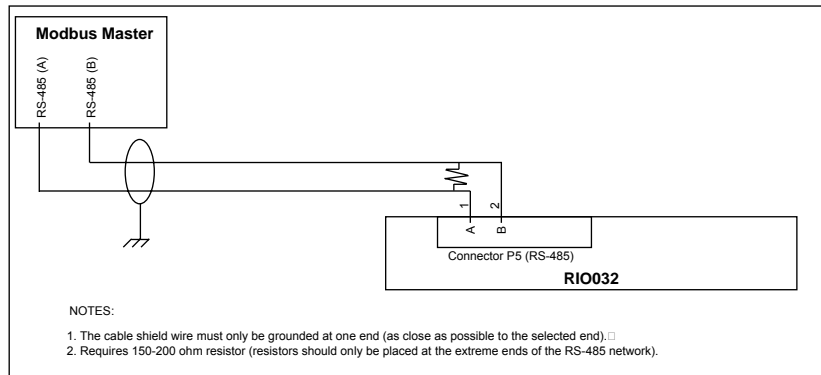 Modbus Master
RS-485 (A)
RS-485 (B)
1
2
A
B
Connector P5 (RS-485)
RIO032
NOTES:
1. The cable shield wire must only be grounded at one end (as close as possible to the selected end).□
2. Requires 150-200 ohm resistor (resistors should only be placed at the extreme ends of the RS-485 network).